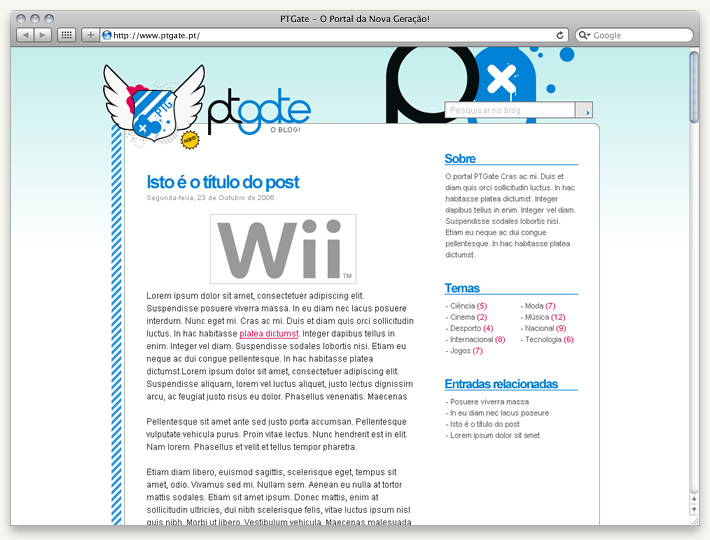 PTGate – O Portal da Nova Geração!
http://www.ptgate.pt/
Google
PTG
ptgate
O BLOG!
NOVO
Pesquisar no blog
Isto é o título do post
Segunda-feira, 23 de Outubro de 2006
Wii™
Lorem ipsum dolor sit amet, consectetuer adipiscing elit.
Suspendisse posuere viverra massa. In eu diam nec lacus posuere
interdum. Nunc eget mi. Cras ac mi. Duis et diam quis orci sollicitudin
luctus. In hac habitasse platea dictumst. Integer dapibus tellus in
enim. Integer vel diam. Suspendisse sodales lobortis nisi. Etiam eu
neque ac dui congue pellentesque. In hac habitasse platea
dictumst.Lorem ipsum dolor sit amet, consectetuer adipiscing elit.
Suspendisse aliquam, lorem vel luctus aliquet, justo lectus dignissim
arcu, ac feugiat justo risus eu dolor. Phasellus venenatis. Maecenas
Pellentesque sit amet ante sed justo porta accumsan. Pellentesque
vulputate vehicula purus. Proin vitae lectus. Nunc hendrerit est in elit.
Nam lorem. Phasellus et velit et tellus tempor pharetra.
Etiam diam libero, euismod sagittis, scelerisque eget, tempus sit
amet, odio. Vivamus sed mi. Nullam sem. Aenean eu nulla at tortor
mattis sodales. Etiam sit amet ipsum. Donec mattis, enim at
sollicitudin ultricies, dui nibh scelerisque felis, vitae luctus ipsum nisl
quis nibh. Morbi ut libero. Vestibulum vehicula. Maecenas malesuada
Sobre
O portal PTGate Cras ac mi. Duis et
diam quis orci sollicitudin luctus. In hac
habitasse platea dictumst. Integer
dapibus tellus in enim. Integer vel diam.
Suspendisse sodales lobortis nisi.
Etiam eu neque ac dui congue
pellentesque. In hac habitasse platea
dictumst.
Temas
- Ciência (5)
- Cinema (2)
- Desporto (4)
- Internacional (8)
- Jogos (7)
- Moda (7)
- Música (12)
- Nacional (9)
- Tecnologia (6)
Entradas relacionadas
- Posuere viverra massa
- In eu diam nec lacus poseure
- Isto é o título do post
- Lorem ipsum dolor sit amet